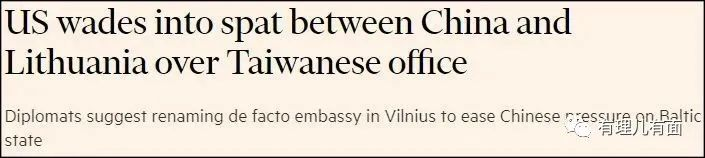 US wades into spat between China and
Lithuania over Taiwanese office
Diplomats suggest renaming de facto embassy in Vilnius to ease Chinese pressure on Baltic
state
有理儿有面